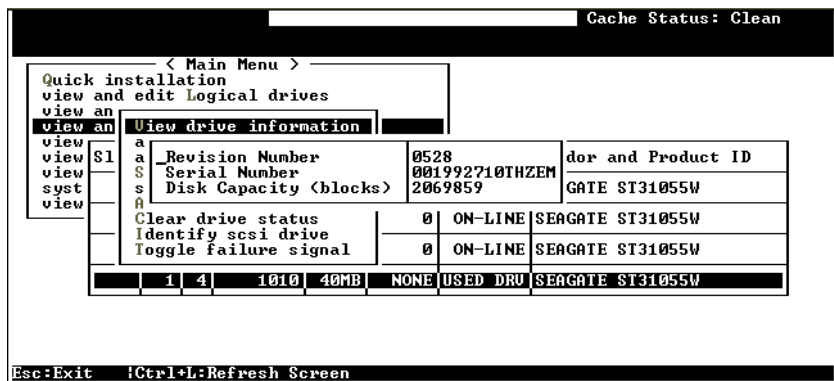 Cache Status: Clean
< Main Menu >
Quick installation
view and edit Logical drives
view an
view an View drive information
view a
view Sl a _Revision Number 0528 dor and Product ID
view S Serial Number 001992710THZEM
syst s Disk Capacity (blocks) 2069859 GATE ST31055W
view A
Clear drive status 0 ON-LINE SEAGATE ST31055W
Identify scsi drive
Toggle failure signal 0 ON-LINE SEAGATE ST31055W
1 4 1010 40MB NONE USED DRV SEAGATE ST31055W
Esc:Exit |Ctrl+L:Refresh Screen